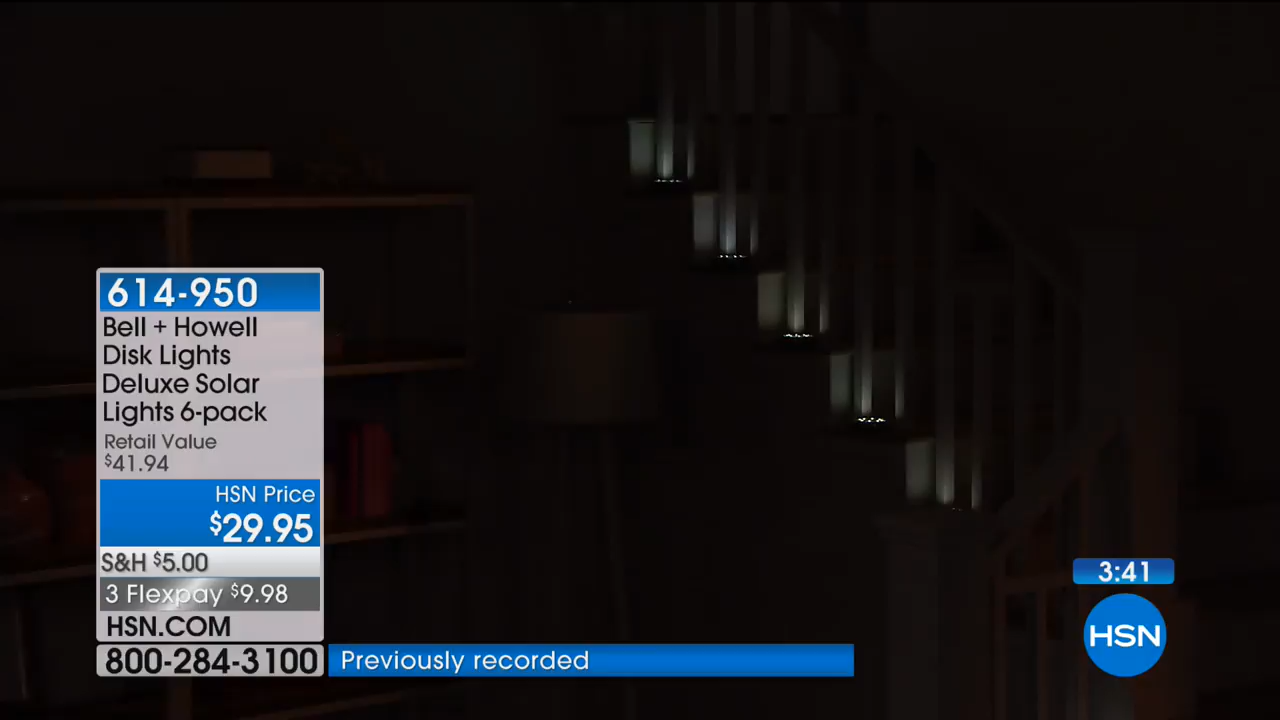 614-950
Bell + Howell
Disk Lights
Deluxe Solar
Lights 6-pack
Retail Value
$41.94
HSN Price
$29.95
S&H $5.00
3 Flexpay $9.98
HSN.COM
800-284-3100
Previously recorded
3:41
HSN